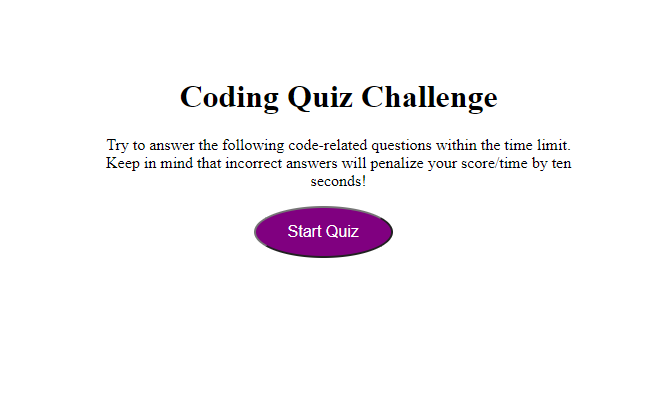 Coding Quiz Challenge
Try to answer the following code-related questions within the time limit.
Keep in mind that incorrect answers will penalize your score/time by ten
seconds!
Start Quiz